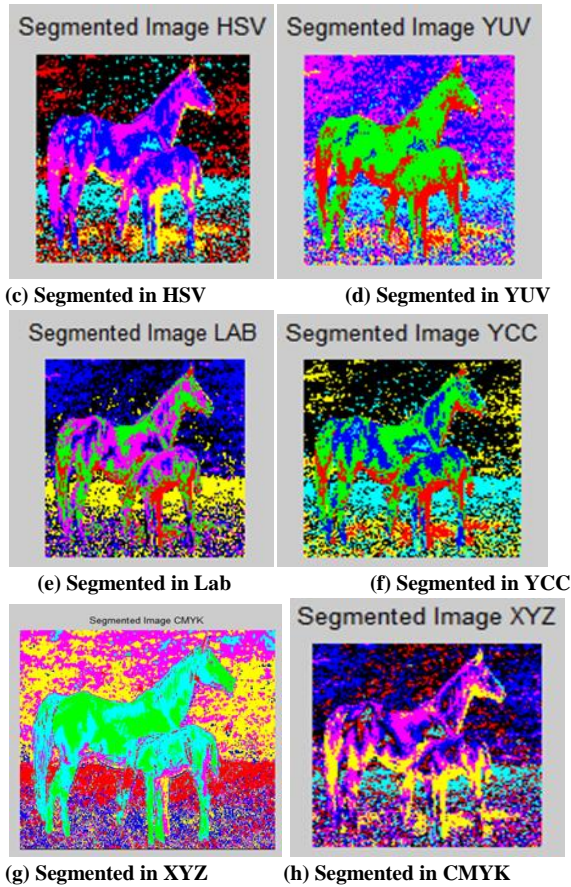 Segmented Image HSV
Segmented Image YUV
(c) Segmented in HSV
(d) Segmented in YUV
Segmented Image LAB
Segmented Image YCC
(e) Segmented in Lab
(f) Segmented in YCC
Segmented Image CMYK
Segmented Image XYZ
(g) Segmented in XYZ
(h) Segmented in CMYK